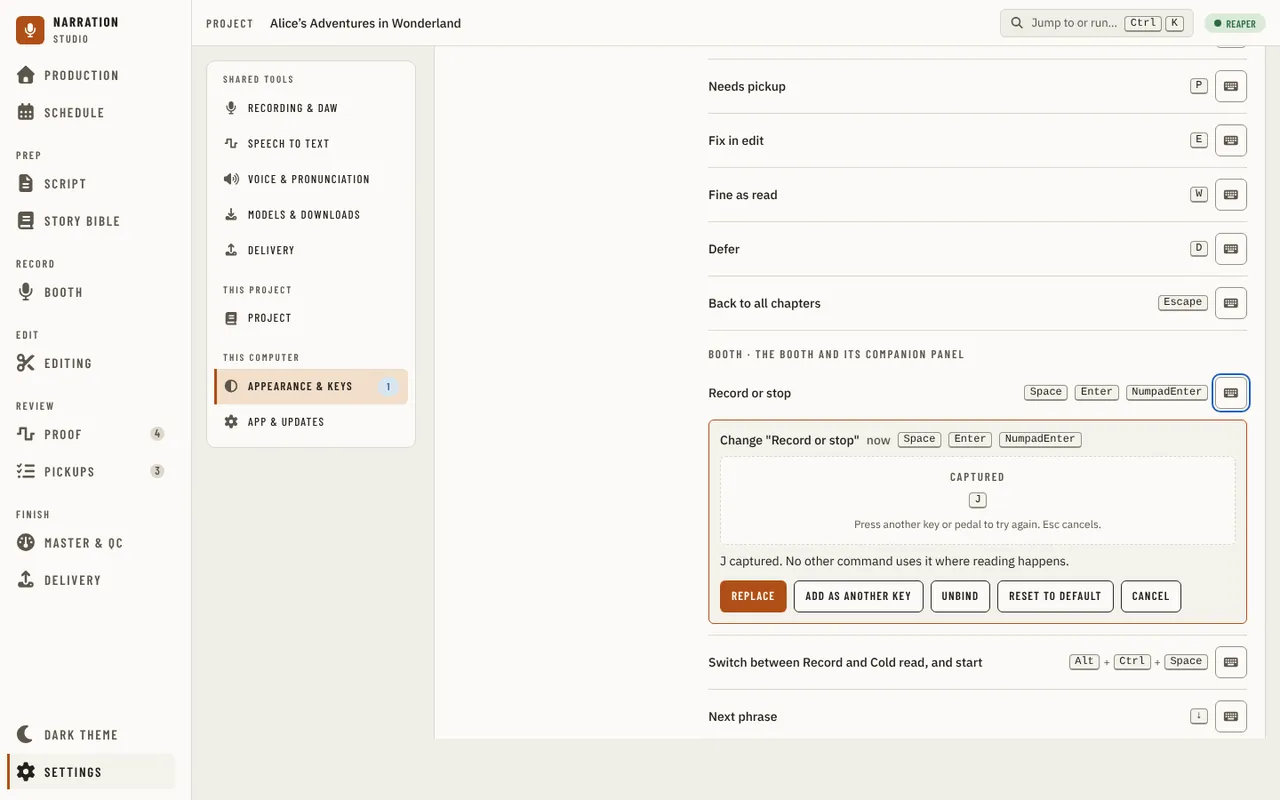 NARRATION
STUDIO
PRODUCTION
SCHEDULE
PREP
SCRIPT
STORY BIBLE
RECORD
BOOTH
EDIT
EDITING
REVIEW
PROOF 4
PICKUPS 3
FINISH
MASTER & QC
DELIVERY
DARK THEME
SETTINGS
PROJECT Alice's Adventures in Wonderland
Jump to or run... Ctrl K
REAPER
SHARED TOOLS
RECORDING & DAW
SPEECH TO TEXT
VOICE & PRONUNCIATION
MODELS & DOWNLOADS
DELIVERY
THIS PROJECT
PROJECT
THIS COMPUTER
APPEARANCE & KEYS 1
APP & UPDATES
Needs pickup P
Fix in edit E
Fine as read W
Defer D
Back to all chapters Escape
BOOTH · THE BOOTH AND ITS COMPANION PANEL
Record or stop Space Enter NumpadEnter
Change "Record or stop" now Space Enter NumpadEnter
CAPTURED
J
Press another key or pedal to try again. Esc cancels.
J captured. No other command uses it where reading happens.
REPLACE ADD AS ANOTHER KEY UNBIND RESET TO DEFAULT CANCEL
Switch between Record and Cold read, and start Alt + Ctrl + Space
Next phrase ↓